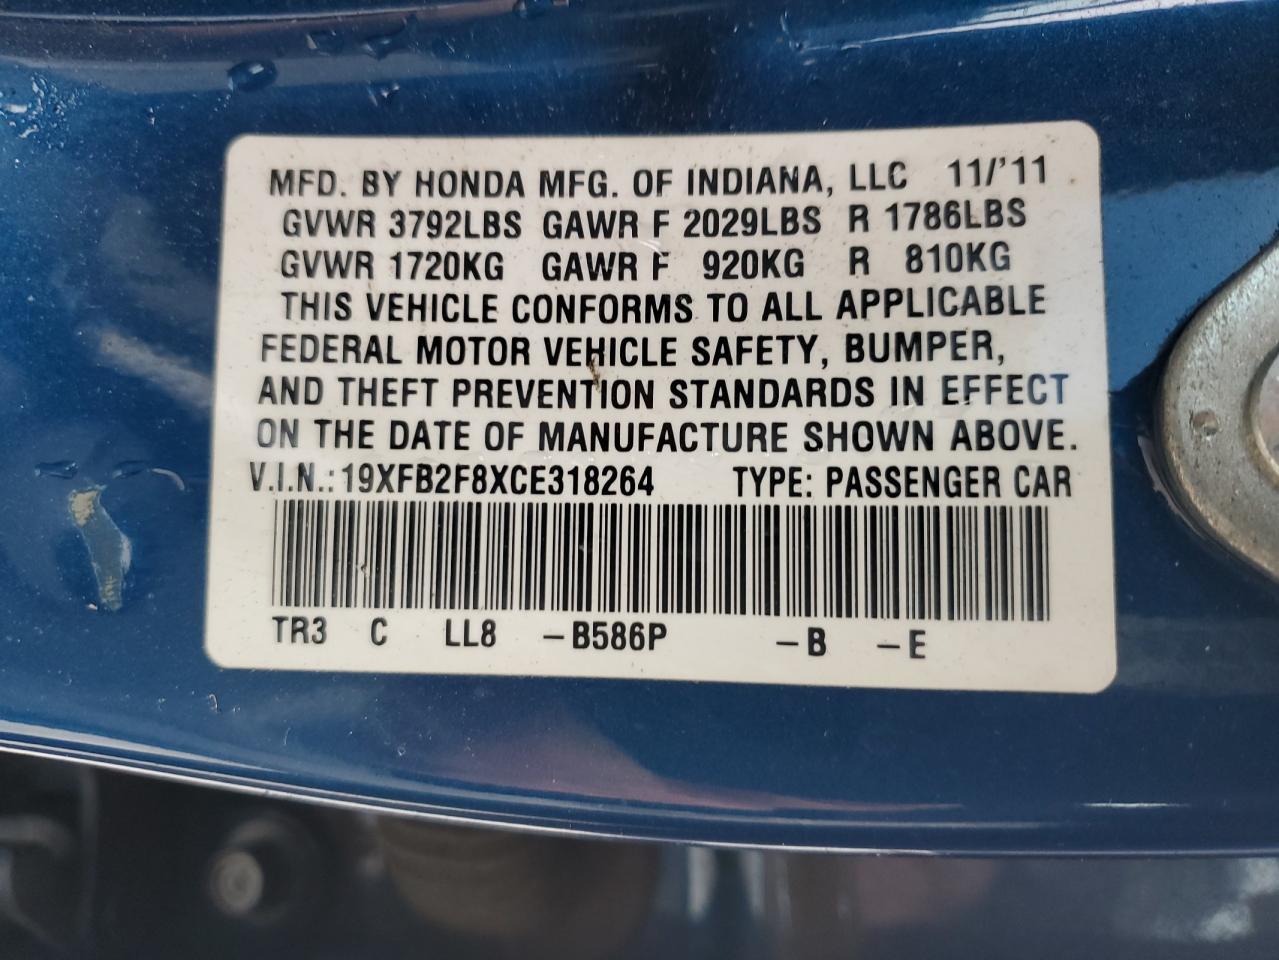 MFD. BY HONDA MFG. OF INDIANA, LLC 11/'11
GVWR 3792LBS GAWR F 2029LBS R 1786LBS
GVWR 1720KG GAWR F 920KG R 810KG
THIS VEHICLE CONFORMS TO ALL APPLICABLE
FEDERAL MOTOR VEHICLE SAFETY, BUMPER,
AND THEFT PREVENTION STANDARDS IN EFFECT
ON THE DATE OF MANUFACTURE SHOWN ABOVE.
V.I.N.: 19XFB2F8XCE318264 TYPE: PASSENGER CAR
TR3 C LL8 -B586P -B -E